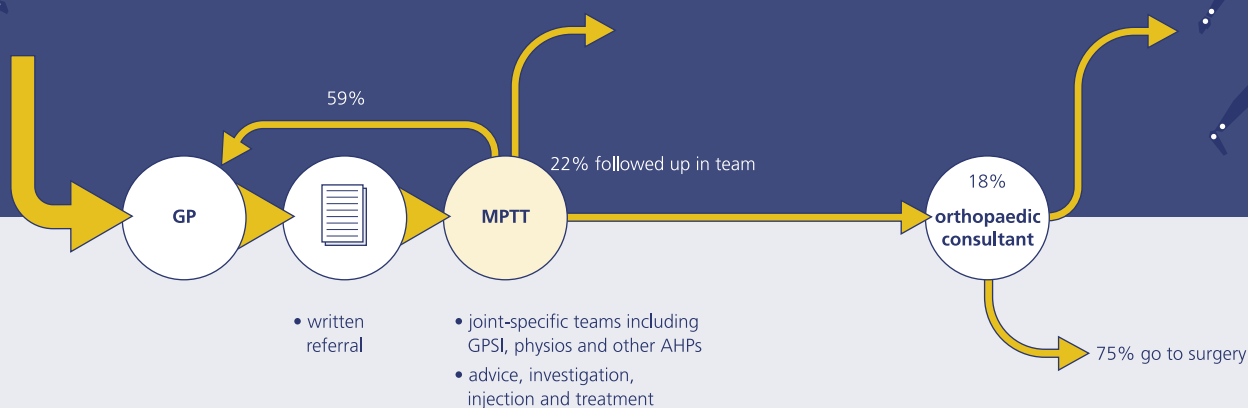 59%
22% followed up in team
GP
MPTT
18%
orthopaedic
consultant
• written
referral
• joint-specific teams including
GPSI, physios and other AHPs
• advice, investigation,
injection and treatment
75% go to surgery